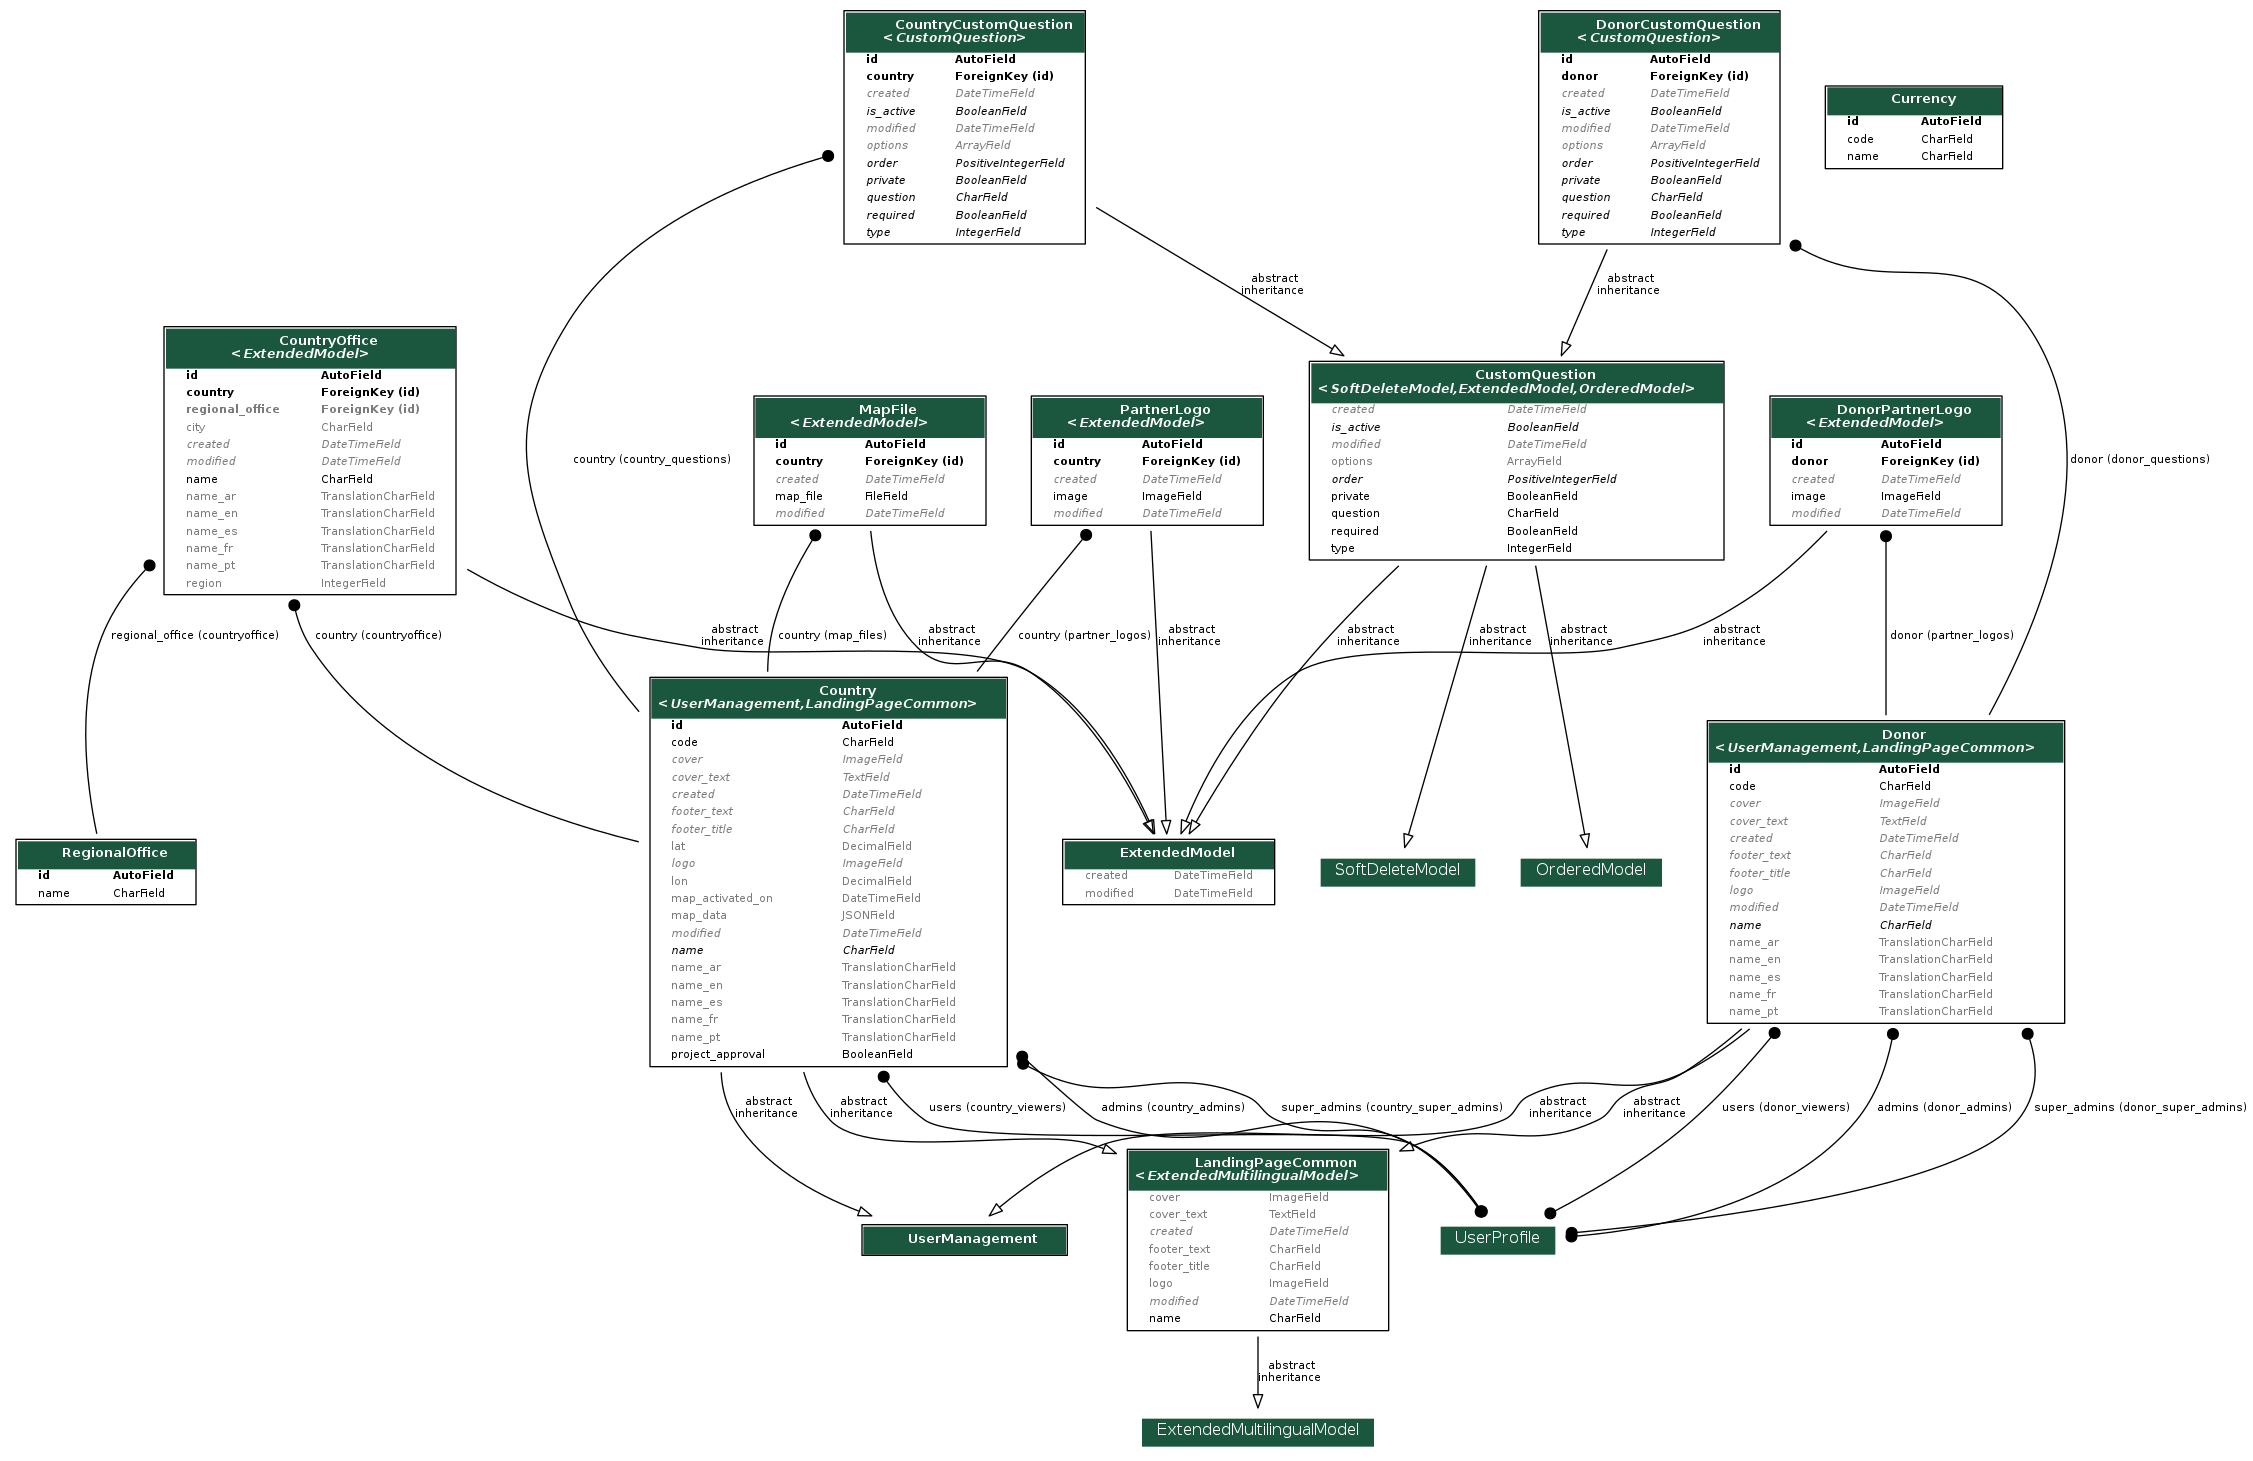 CountryCustomQuestion
<CustomQuestion>
id AutoField
country ForeignKey (id)
created DateTimeField
is_active BooleanField
modified DateTimeField
options ArrayField
order PositiveIntegerField
private BooleanField
question CharField
required BooleanField
type IntegerField
DonorCustomQuestion
<CustomQuestion>
id AutoField
donor ForeignKey (id)
created DateTimeField
is_active BooleanField
modified DateTimeField
options ArrayField
order PositiveIntegerField
private BooleanField
question CharField
required BooleanField
type IntegerField
Currency
id AutoField
code CharField
name CharField
abstract
inheritance
abstract
inheritance
CountryOffice
<ExtendedModel>
id AutoField
country ForeignKey (id)
regional_office ForeignKey (id)
city CharField
created DateTimeField
modified DateTimeField
name CharField
name_ar TranslationCharField
name_en TranslationCharField
name_es TranslationCharField
name_fr TranslationCharField
name_pt TranslationCharField
region IntegerField
country (country_questions)
MapFile
<ExtendedModel>
id AutoField
country ForeignKey (id)
created DateTimeField
map_file FileField
modified DateTimeField
PartnerLogo
<ExtendedModel>
id AutoField
country ForeignKey (id)
created DateTimeField
image ImageField
modified DateTimeField
CustomQuestion
<SoftDeleteModel,ExtendedModel,OrderedModel>
created DateTimeField
is_active BooleanField
modified DateTimeField
options ArrayField
order PositiveIntegerField
private BooleanField
question CharField
required BooleanField
type IntegerField
DonorPartnerLogo
<ExtendedModel>
id AutoField
donor ForeignKey (id)
created DateTimeField
image ImageField
modified DateTimeField
donor (donor_questions)
regional_office (countryoffice)
country (countryoffice)
abstract
inheritance
country (map_files)
abstract
inheritance
country (partner_logos)
abstract
inheritance
abstract
inheritance
abstract
inheritance
abstract
inheritance
abstract
inheritance
donor (partner_logos)
Country
<UserManagement,LandingPageCommon>
id AutoField
code CharField
cover ImageField
cover_text TextField
created DateTimeField
footer_text CharField
footer_title CharField
lat DecimalField
logo ImageField
lon DecimalField
map_activated_on DateTimeField
map_data JSONField
modified DateTimeField
name CharField
name_ar TranslationCharField
name_en TranslationCharField
name_es TranslationCharField
name_fr TranslationCharField
name_pt TranslationCharField
project_approval BooleanField
Donor
<UserManagement,LandingPageCommon>
id AutoField
code CharField
cover ImageField
cover_text TextField
created DateTimeField
footer_text CharField
footer_title CharField
logo ImageField
modified DateTimeField
name CharField
name_ar TranslationCharField
name_en TranslationCharField
name_es TranslationCharField
name_fr TranslationCharField
name_pt TranslationCharField
RegionalOffice
id AutoField
name CharField
ExtendedModel
created DateTimeField
modified DateTimeField
SoftDeleteModel
OrderedModel
abstract
inheritance
abstract
inheritance
users (country_viewers)
admins (country_admins)
super_admins (country_super_admins)
abstract
inheritance
abstract
inheritance
users (donor_viewers)
admins (donor_admins)
super_admins (donor_super_admins)
UserManagement
LandingPageCommon
<ExtendedMultilingualModel>
cover ImageField
cover_text TextField
created DateTimeField
footer_text CharField
footer_title CharField
logo ImageField
modified DateTimeField
name CharField
UserProfile
abstract
inheritance
ExtendedMultilingualModel